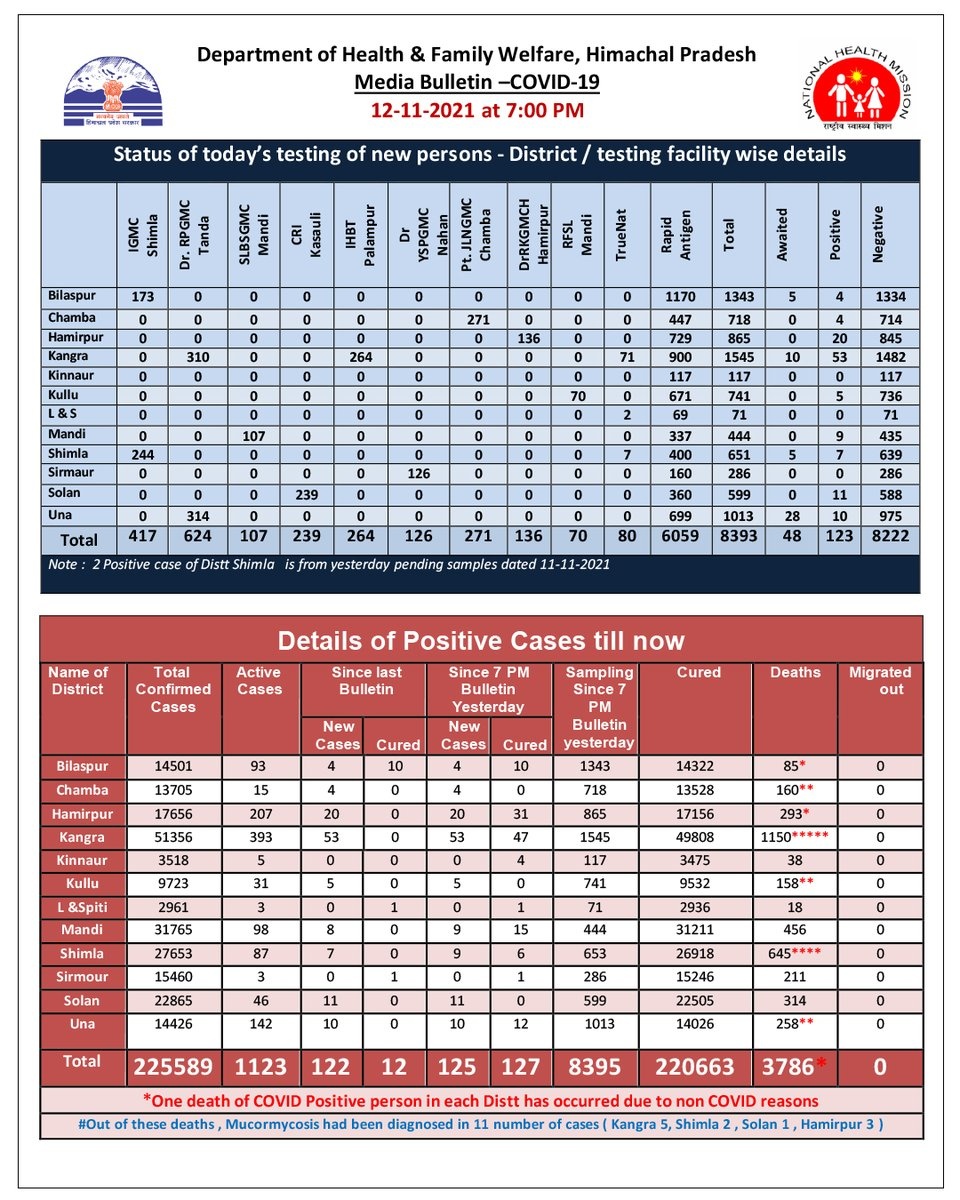 Department of Health & Family Welfare, Himachal Pradesh
Media Bulletin –COVID-19
12-11-2021 at 7:00 PM
हिमाचल प्रदेश सरकार
NATIONAL HEALTH MISSION
राष्ट्रीय स्वास्थ्य मिशन
Status of today's testing of new persons - District / testing facility wise details
IGMC Shimla Dr. RPGMC Tanda SLBSGMC Mandi CRI Kasauli IHBT Palampur Dr YSPGMC Nahan Pt. JLNGMC Chamba DrRKGMCH Hamirpur RFSL Mandi TrueNat Rapid Antigen Total Awaited Positive Negative
Bilaspur 173 0 0 0 0 0 0 0 0 0 1170 1343 5 4 1334
Chamba 0 0 0 0 0 0 271 0 0 0 447 718 0 4 714
Hamirpur 0 0 0 0 0 0 0 136 0 0 729 865 0 20 845
Kangra 0 310 0 0 264 0 0 0 0 71 900 1545 10 53 1482
Kinnaur 0 0 0 0 0 0 0 0 0 0 117 117 0 0 117
Kullu 0 0 0 0 0 0 0 0 70 0 671 741 0 5 736
L & S 0 0 0 0 0 0 0 0 0 2 69 71 0 0 71
Mandi 0 0 107 0 0 0 0 0 0 0 337 444 0 9 435
Shimla 244 0 0 0 0 0 0 0 0 7 400 651 5 7 639
Sirmaur 0 0 0 0 0 126 0 0 0 0 160 286 0 0 286
Solan 0 0 0 239 0 0 0 0 0 0 360 599 0 11 588
Una 0 314 0 0 0 0 0 0 0 0 699 1013 28 10 975
Total 417 624 107 239 264 126 271 136 70 80 6059 8393 48 123 8222
Note : 2 Positive case of Distt Shimla is from yesterday pending samples dated 11-11-2021
Details of Positive Cases till now
Name of District Total Confirmed Cases Active Cases Since last Bulletin Since 7 PM Bulletin Yesterday Sampling Since 7 PM Bulletin yesterday Cured Deaths Migrated out
New Cases Cured New Cases Cured
Bilaspur 14501 93 4 10 4 10 1343 14322 85* 0
Chamba 13705 15 4 0 4 0 718 13528 160** 0
Hamirpur 17656 207 20 0 20 31 865 17156 293* 0
Kangra 51356 393 53 0 53 47 1545 49808 1150***** 0
Kinnaur 3518 5 0 0 0 4 117 3475 38 0
Kullu 9723 31 5 0 5 0 741 9532 158** 0
L &Spiti 2961 3 0 1 0 1 71 2936 18 0
Mandi 31765 98 8 0 9 15 444 31211 456 0
Shimla 27653 87 7 0 9 6 653 26918 645**** 0
Sirmour 15460 3 0 1 0 1 286 15246 211 0
Solan 22865 46 11 0 11 0 599 22505 314 0
Una 14426 142 10 0 10 12 1013 14026 258** 0
Total 225589 1123 122 12 125 127 8395 220663 3786* 0
*One death of COVID Positive person in each Distt has occurred due to non COVID reasons
#Out of these deaths , Mucormycosis had been diagnosed in 11 number of cases ( Kangra 5, Shimla 2 , Solan 1 , Hamirpur 3 )